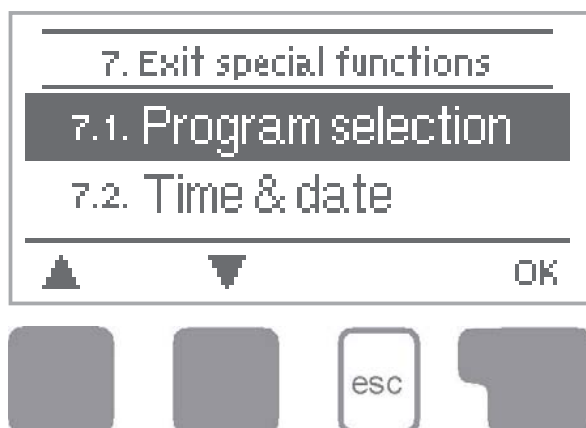 7. Exit special functions
7.1. Program selection
7.2. Time & date
OK
esc